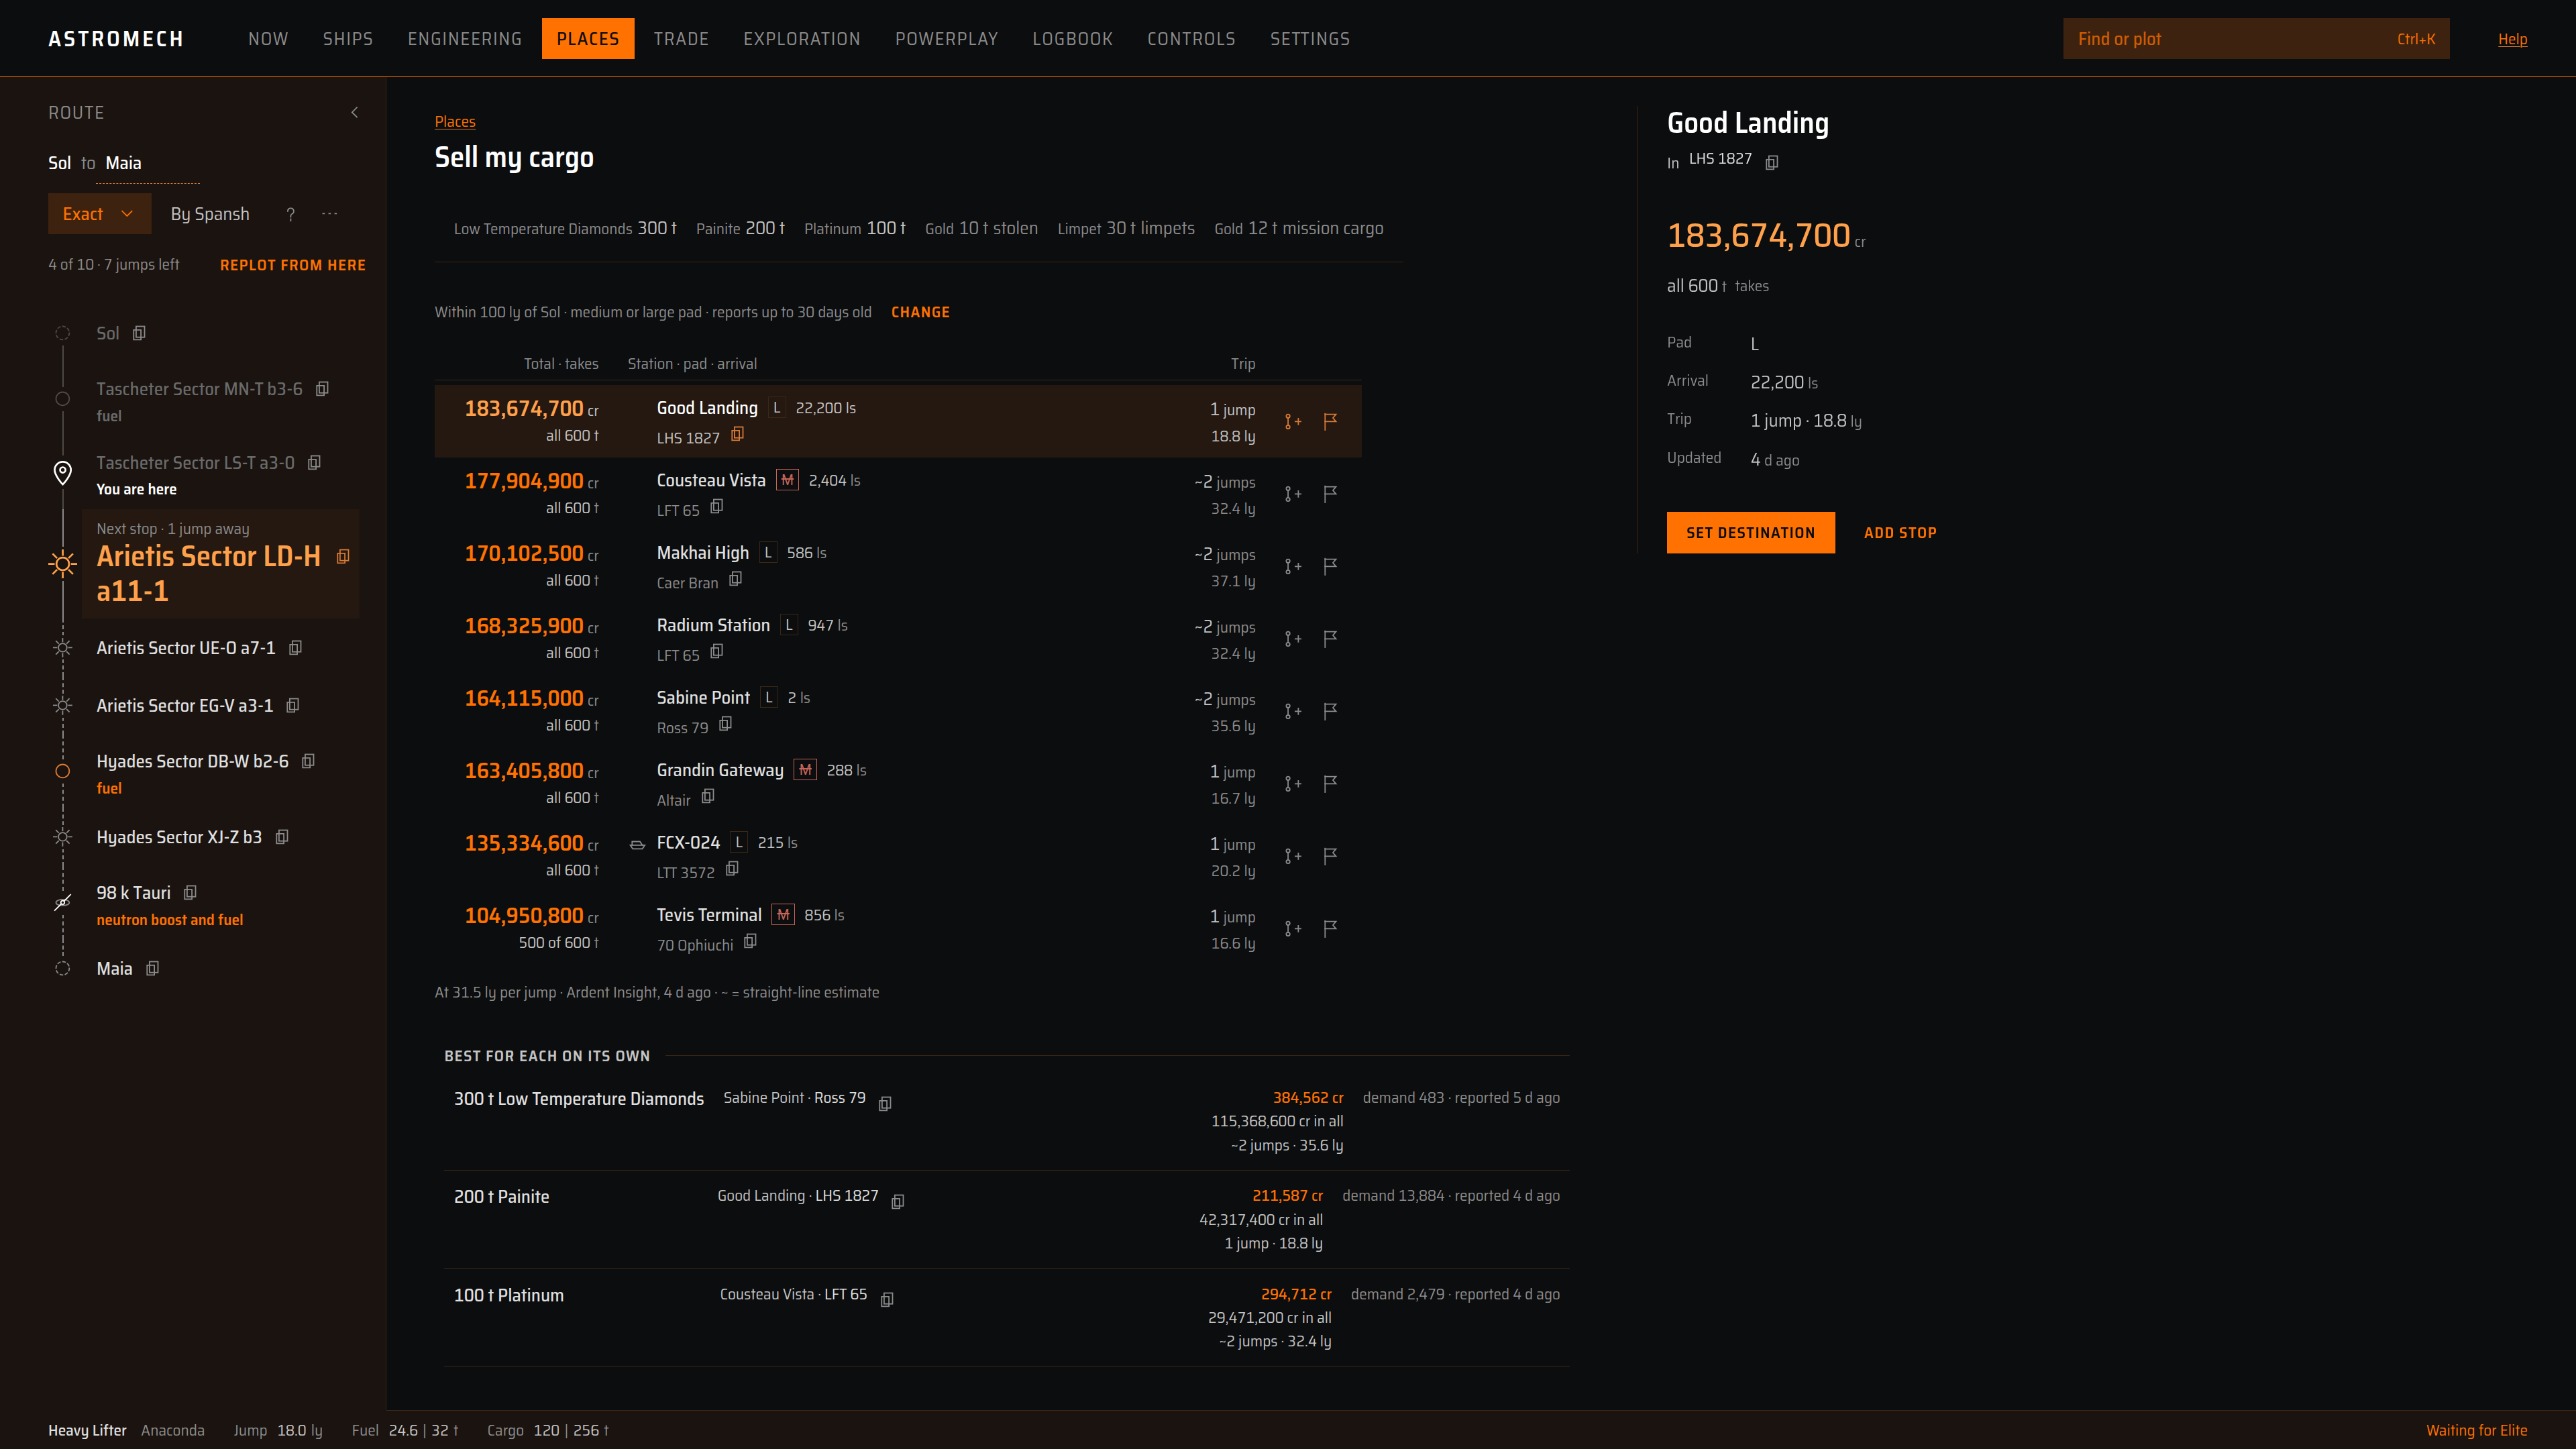 ASTROMECH NOW SHIPS ENGINEERING PLACES TRADE EXPLORATION POWERPLAY LOGBOOK CONTROLS SETTINGS Find or plot Ctrl+K Help
ROUTE
Sol to Maia
Exact By Spansh ? ...
4 of 10 · 7 jumps left REPLOT FROM HERE
Sol
Tascheter Sector MN-T b3-6
fuel
Tascheter Sector LS-T a3-0
You are here
Next stop · 1 jump away
Arietis Sector LD-H
a11-1
Arietis Sector UE-O a7-1
Arietis Sector EG-V a3-1
Hyades Sector DB-W b2-6
fuel
Hyades Sector XJ-Z b3
98 k Tauri
neutron boost and fuel
Maia
Places
Sell my cargo
Low Temperature Diamonds 300 t Painite 200 t Platinum 100 t Gold 10 t stolen Limpet 30 t limpets Gold 12 t mission cargo
Within 100 ly of Sol · medium or large pad · reports up to 30 days old CHANGE
Total · takes Station · pad · arrival Trip
183,674,700 cr Good Landing L 22,200 ls 1 jump
all 600 t LHS 1827 18.8 ly
177,904,900 cr Cousteau Vista M 2,404 ls ~2 jumps
all 600 t LFT 65 32.4 ly
170,102,500 cr Makhai High L 586 ls ~2 jumps
all 600 t Caer Bran 37.1 ly
168,325,900 cr Radium Station L 947 ls ~2 jumps
all 600 t LFT 65 32.4 ly
164,115,000 cr Sabine Point L 2 ls ~2 jumps
all 600 t Ross 79 35.6 ly
163,405,800 cr Grandin Gateway M 288 ls 1 jump
all 600 t Altair 16.7 ly
135,334,600 cr FCX-024 L 215 ls 1 jump
all 600 t LTT 3572 20.2 ly
104,950,800 cr Tevis Terminal M 856 ls 1 jump
500 of 600 t 70 Ophiuchi 16.6 ly
At 31.5 ly per jump · Ardent Insight, 4 d ago · ~ = straight-line estimate
BEST FOR EACH ON ITS OWN
300 t Low Temperature Diamonds Sabine Point · Ross 79 384,562 cr demand 483 · reported 5 d ago
115,368,600 cr in all
~2 jumps · 35.6 ly
200 t Painite Good Landing · LHS 1827 211,587 cr demand 13,884 · reported 4 d ago
42,317,400 cr in all
1 jump · 18.8 ly
100 t Platinum Cousteau Vista · LFT 65 294,712 cr demand 2,479 · reported 4 d ago
29,471,200 cr in all
~2 jumps · 32.4 ly
Good Landing
In LHS 1827
183,674,700 cr
all 600 t takes
Pad L
Arrival 22,200 ls
Trip 1 jump · 18.8 ly
Updated 4 d ago
SET DESTINATION ADD STOP
Heavy Lifter Anaconda Jump 18.0 ly Fuel 24.6 | 32 t Cargo 120 | 256 t Waiting for Elite